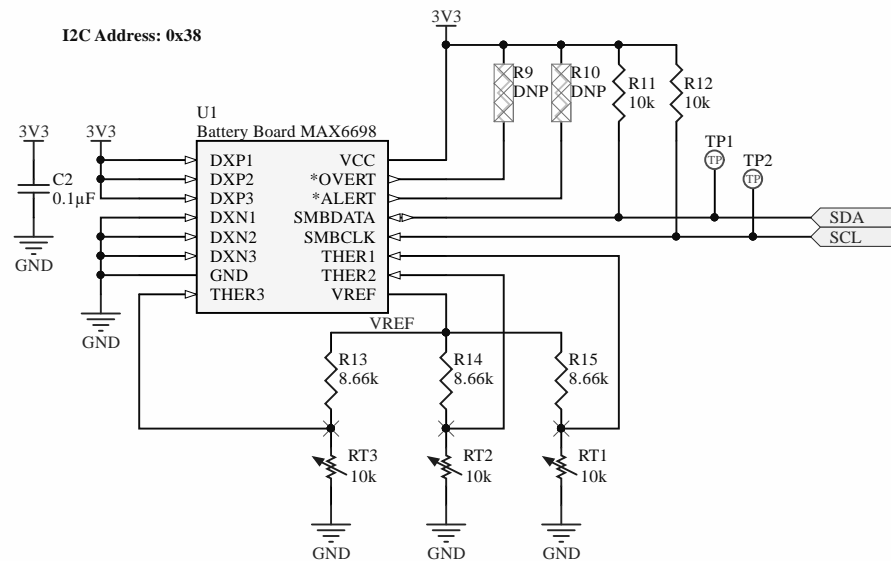 I2C Address: 0x38
3V3
R9
DNP
R10
DNP
R11
10k
R12
10k
U1
Battery Board MAX6698
3V3
3V3
C2
0.1µF
GND
TP1
TP
TP2
TP
DXP1
DXP2
DXP3
DXN1
DXN2
DXN3
GND
THER3
VCC
*OVERT
*ALERT
SMBDATA
SMBCLK
THER1
THER2
VREF
SDA
SCL
GND
VREF
R13
8.66k
R14
8.66k
R15
8.66k
RT3
10k
RT2
10k
RT1
10k
GND
GND
GND